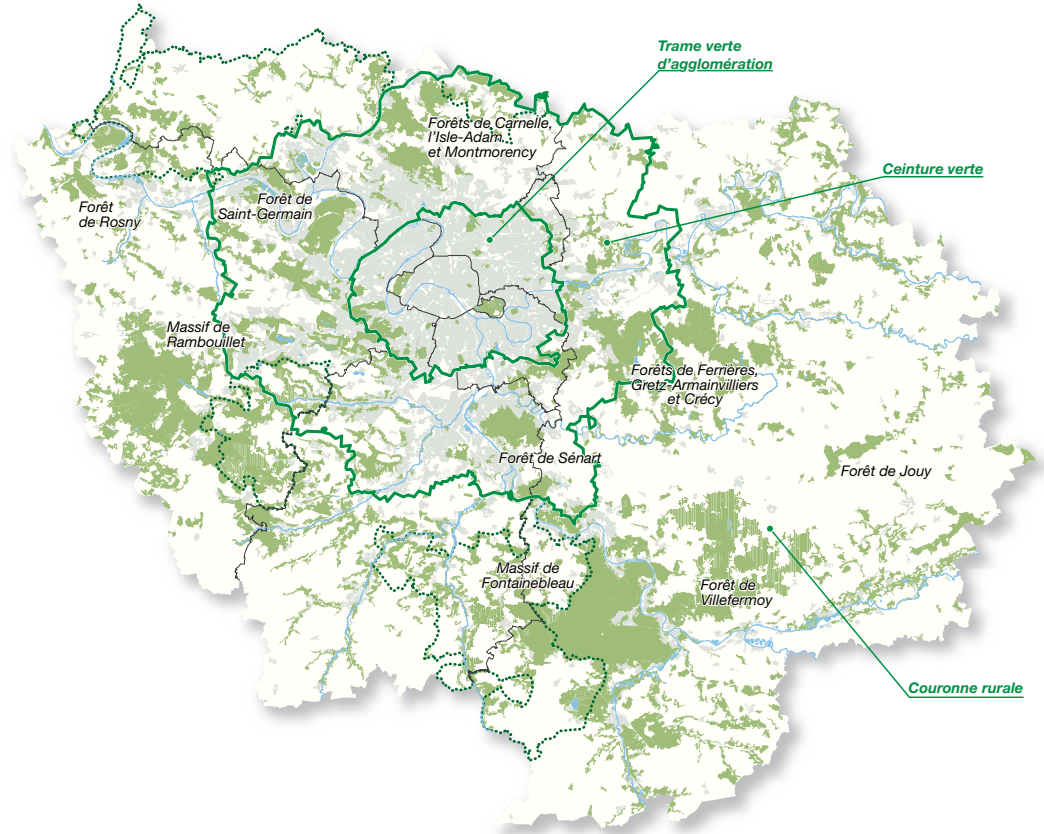 Trame verte
d'agglomération
Forêts de Carnelle,
l'Isle-Adam
et Montmorency
Ceinture verte
Forêt
de Rosny
Forêt de
Saint-Germain
Massif de
Rambouillet
Forêts de Ferrières,
Gretz-Armainvilliers
et Crécy
Forêt de Sénart
Forêt de Jouy
Massif de
Fontainebleau
Forêt de
Villefermoy
Couronne rurale